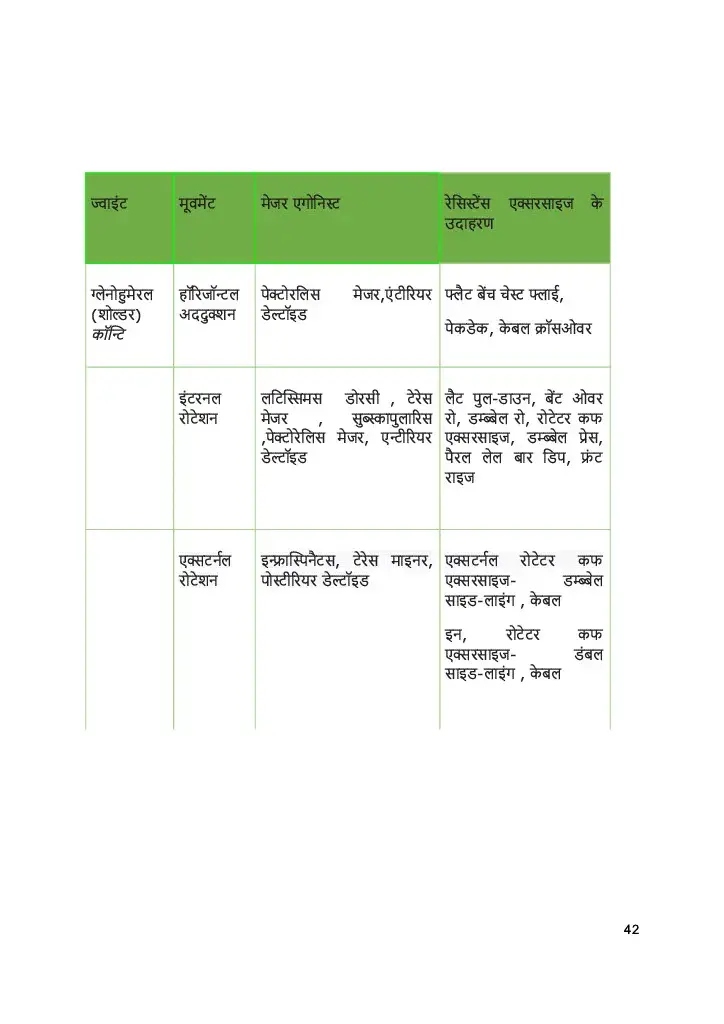 ज्वाइंट
मूवमेंट
मेजर एगोनिस्ट
रेसिस्टेंस एक्सरसाइज के
उदाहरण
ग्लेनोहुमेरल
(शोल्डर)
कॉन्टि
हॉरिजॉन्टल
अददुक्शन
पेक्टोरलिस मेजर,एंटीरियर
डेल्टॉइड
फ्लैट बेंच चेस्ट फ्लाई,
पेकडेक, केबल क्रॉसओवर
इंटरनल
रोटेशन
लटिस्सिमस डोरसी , टेरेस
मेजर , सुब्स्कापुलारिस
,पेक्टोरेलिस मेजर, एन्टीरियर
डेल्टॉइड
लैट पुल-डाउन, बेंट ओवर
रो, डम्ब्बेल रो, रोटेटर कफ
एक्सरसाइज, डम्ब्बेल प्रेस,
पैरल लेल बार डिप, फ्रंट
राइज
एक्सटर्नल
रोटेशन
इन्फ्रास्पिनैटस, टेरेस माइनर,
पोस्टीरियर डेल्टॉइड
एक्सटर्नल रोटेटर कफ
एक्सरसाइज- डम्ब्बेल
साइड-लाइंग , केबल
इन, रोटेटर कफ
एक्सरसाइज- डंबल
साइड-लाइंग , केबल
42